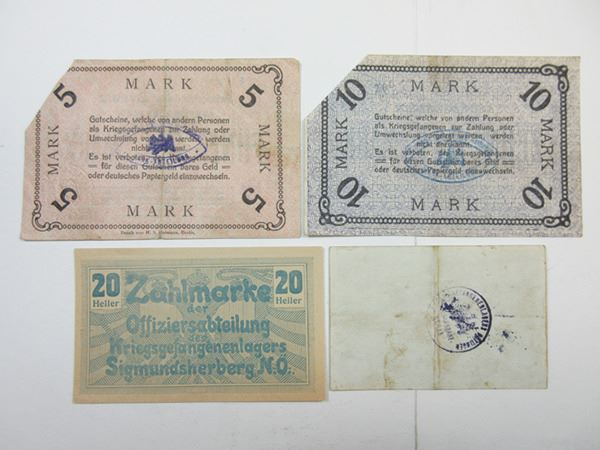 MARK
5
5
MARK
Gutscheine, welche von andern Personen
als Kriegsgefangenen zur Zahlung oder
Umwechslung vorgelegt werden, werden
nicht anerkannt.
Es ist verboten, den Kriegsgefangenen
— für diesen Gutschein bares Geld —
oder deutsches Papiergeld einzuwechseln.
MARK
5
5
MARK
MARK
10
10
MARK
Gutscheine, welche von andern Personen
als Kriegsgefangenen zur Zahlung oder
Umwechslung vorgelegt werden, werden
nicht anerkannt.
Es ist verboten, den Kriegsgefangenen
— für diesen Gutschein bares Geld —
oder deutsches Papiergeld einzuwechseln.
MARK
10
10
MARK
20
Heller
20
Heller
Zahlmarke
der
Offiziersabteilung
des
Kriegsgefangenenlagers
Sigmundsherberg N.Ö.